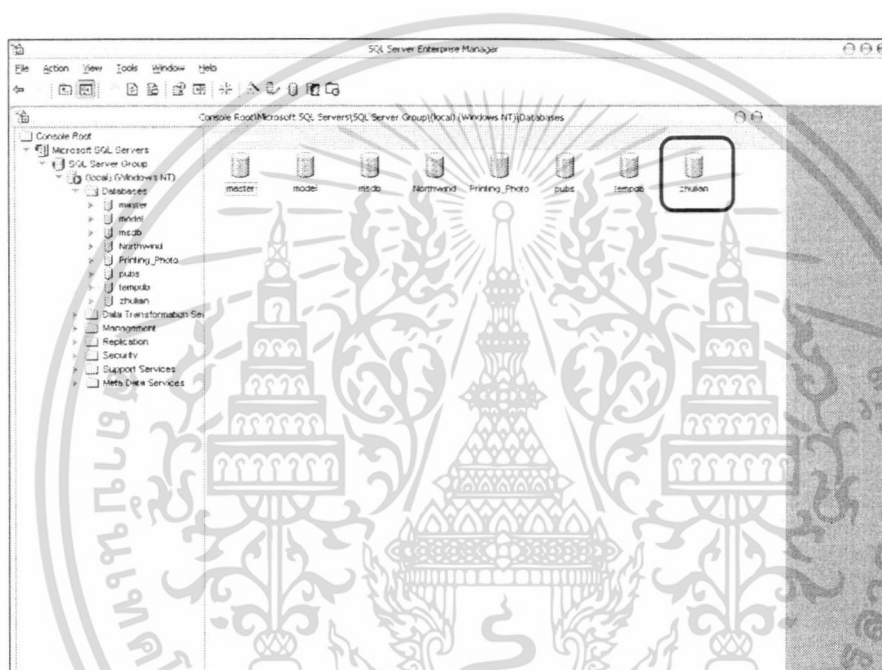 SQL Server Enterprise Manager
File Action View Tools Window Help
Console Root\Microsoft SQL Servers\SQL Server Group\(local) (Windows NT)\Databases
Console Root
Microsoft SQL Servers
SQL Server Group
(local) (Windows NT)
Databases
master
model
msdb
Northwind
Printing_Photo
pubs
tempdb
zhulian
Data Transformation Ser
Management
Replication
Security
Support Services
Meta Data Services
master model msdb Northwind Printing_Photo pubs tempdb zhulian